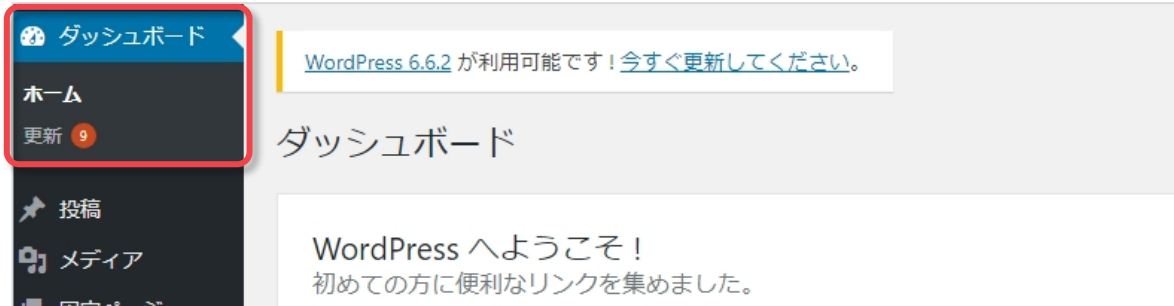 ダッシュボード
ホーム
更新 9
投稿
メディア
WordPress 6.6.2 が利用可能です ! 今すぐ更新してください。
ダッシュボード
WordPress へようこそ !
初めての方に便利なリンクを集めました。